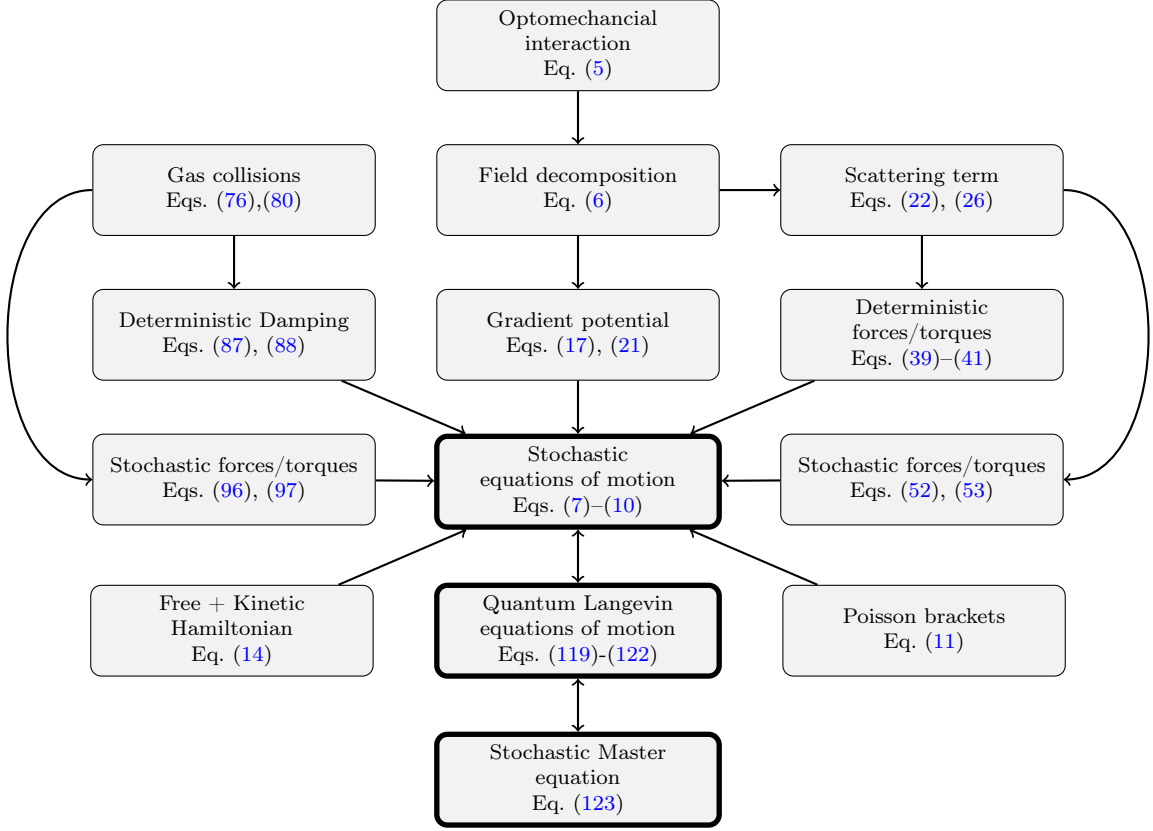 Optomechancial
interaction
Eq. (5)
Gas collisions
Eqs. (76),(80)
Field decomposition
Eq. (6)
Scattering term
Eqs. (22), (26)
Deterministic Damping
Eqs. (87), (88)
Gradient potential
Eqs. (17), (21)
Deterministic
forces/torques
Eqs. (39)–(41)
Stochastic forces/torques
Eqs. (96), (97)
Stochastic
equations of motion
Eqs. (7)–(10)
Stochastic forces/torques
Eqs. (52), (53)
Free + Kinetic
Hamiltonian
Eq. (14)
Quantum Langevin
equations of motion
Eqs. (119)-(122)
Poisson brackets
Eq. (11)
Stochastic Master
equation
Eq. (123)